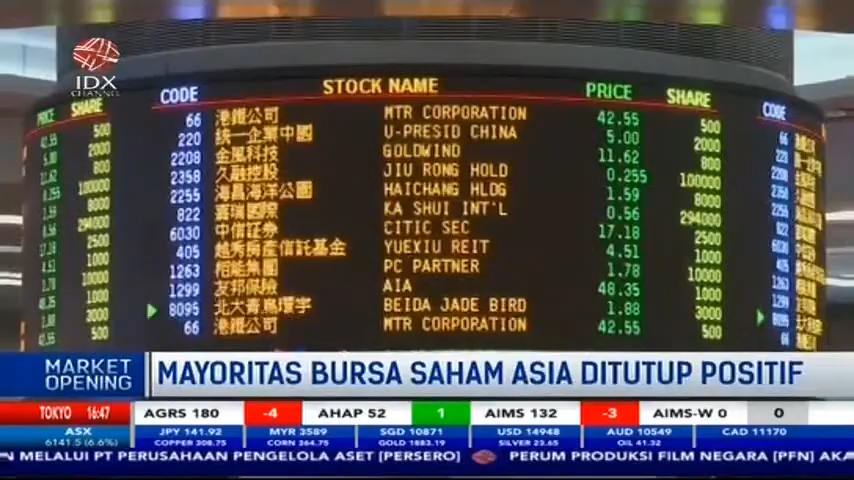 IDX
CHANNEL
CODE STOCK NAME PRICE SHARE
66 港鐵公司 MTR CORPORATION 42.55 500
220 統一企業中國 U-PRESID CHINA 5.00 2000
2208 金風科技 GOLDWIND 11.62 800
2358 久融控股 JIU RONG HOLD 0.255 100000
2255 海昌海洋公園 HAICHANG HLDG 1.59 8000
822 嘉瑞國際 KA SHUI INT'L 0.56 294000
6030 中信証券 CITIC SEC 17.18 2500
405 越秀房產信託基金 YUEXIU REIT 4.51 1000
1263 栢能集團 PC PARTNER 1.78 10000
1299 友邦保險 AIA 48.35 1000
8095 北大青鳥環宇 BEIDA JADE BIRD 1.88 3000
66 港鐵公司 MTR CORPORATION 42.55 500
MARKET OPENING
MAYORITAS BURSA SAHAM ASIA DITUTUP POSITIF
TOKYO 16:47 AGRS 180 -4 AHAP 52 1 AIMS 132 -3 AIMS-W 0 0
ASX JPY 141.92 MYR 3589 SGD 10871 USD 14948 AUD 10549 CAD 11170
6141.5 (6.6%) COPPER 308.75 CORN 364.75 GOLD 1883.19 SILVER 23.65 OIL 41.32
N MELALUI PT PERUSAHAAN PENGELOLA ASET (PERSERO) PERUM PRODUKSI FILM NEGARA (PFN) AKA